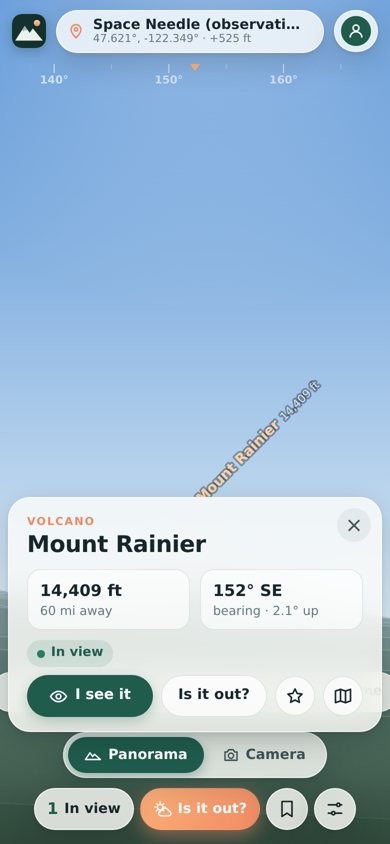 Space Needle (observati...
47.621°, -122.349° · +525 ft
140°
150°
160°
Mount Rainier 14,409 ft
VOLCANO
Mount Rainier
14,409 ft
60 mi away
152° SE
bearing · 2.1° up
In view
I see it
Is it out?
Panorama
Camera
1 In view
Is it out?